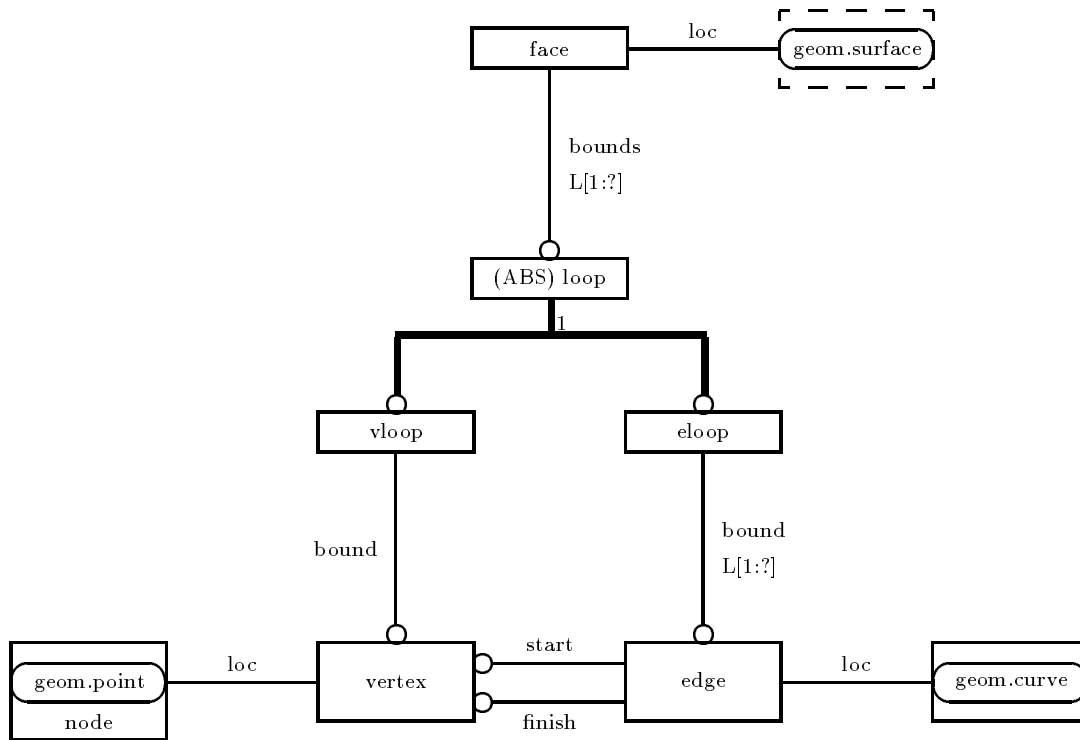 loc
face
geom.surface
bounds
L[1:?]
(ABS) loop
1
vloop
eloop
bound
bound
L[1:?]
start
loc
loc
geom.point
vertex
edge
geom.curve
node
finish